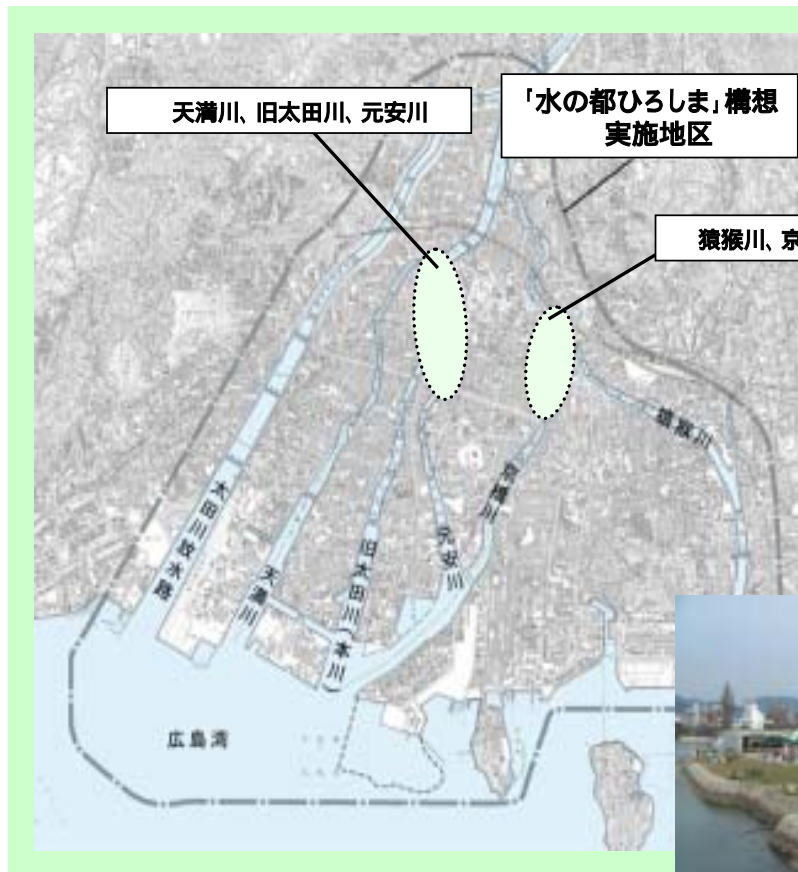 天満川、旧太田川、元安川
「水の都ひろしま」構想
実施地区
猿猴川、京
猿猴川
京橋川
元安川
旧太田川(本川)
天満川
太田川放水路
広島湾